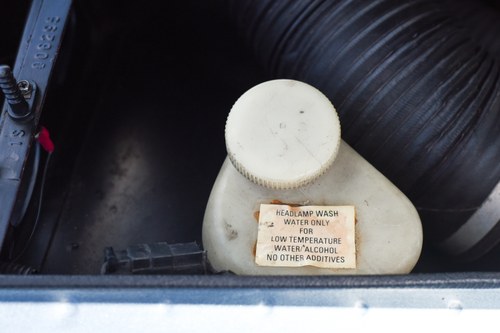 HEADLAMP WASH
WATER ONLY
FOR
LOW TEMPERATURE
WATER/ALCOHOL
NO OTHER ADDITIVES